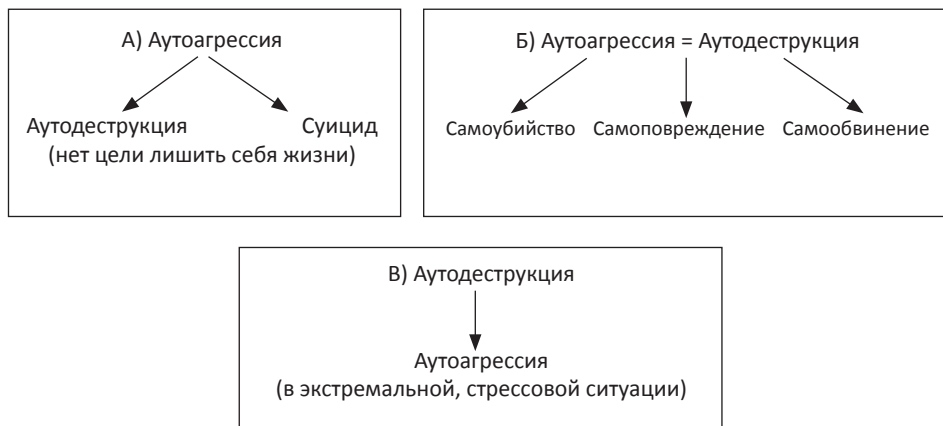 А) Аутоагрессия
Аутодеструкция Суицид
(нет цели лишить себя жизни)
Б) Аутоагрессия = Аутодеструкция
Самоубийство Самоповреждение Самообвинение
В) Аутодеструкция
Аутоагрессия
(в экстремальной, стрессовой ситуации)